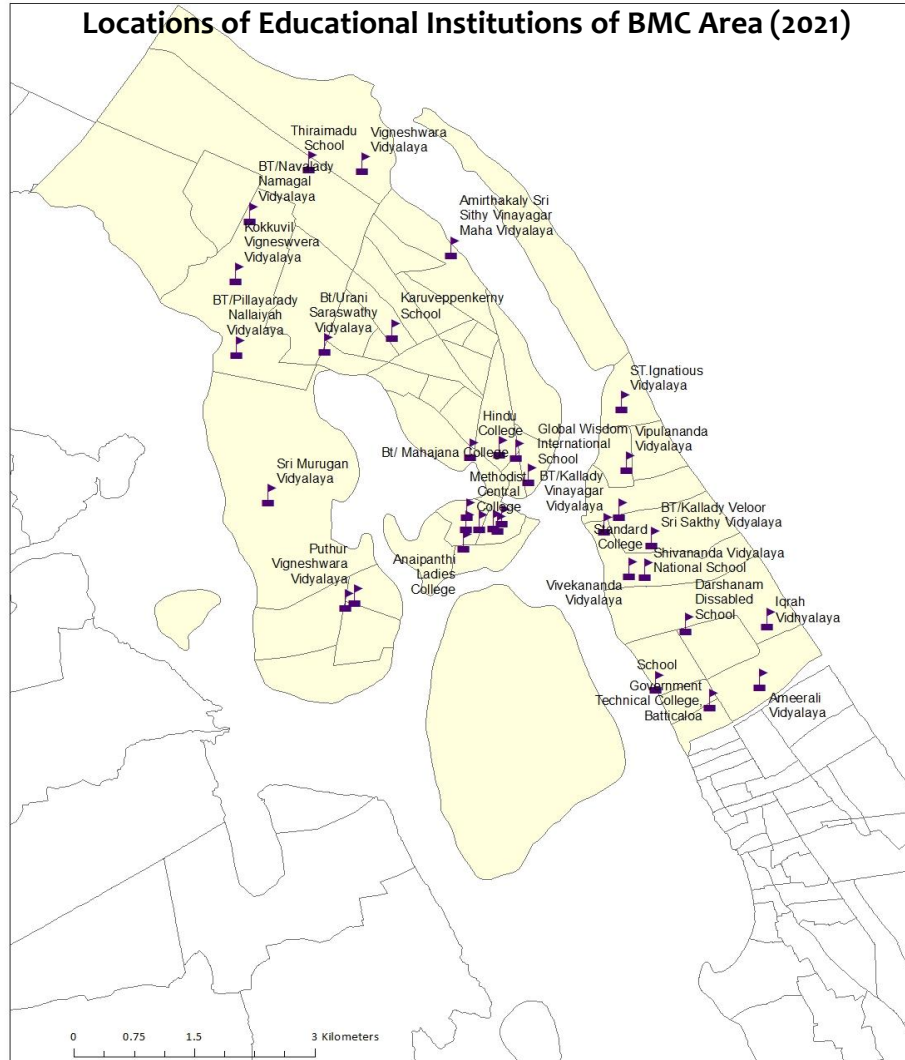 Locations of Educational Institutions of BMC Area (2021)
Thiraimadu
School
Vigneshwara
Vidyalaya
BT/Navalady
Namagal
Vidyalaya
Amirthakaly Sri
Sithy Vinayagar
Maha Vidyalaya
Kokkuvil
Vigneswvera
Vidyalaya
BT/Pillayarady
Nallaiyah
Vidyalaya
Bt/Urani
Saraswathy
Vidyalaya
Karuveppenkerny
School
ST.Ignatious
Vidyalaya
Hindu
College
Global Wisdom
International
School
Vipulananda
Vidyalaya
Bt/ Mahajana College
Sri Murugan
Vidyalaya
Methodist
Central
College
BT/Kallady
Vinayagar
Vidyalaya
BT/Kallady Veloor
Sri Sakthy Vidyalaya
Standard
College
Puthur
Vigneshwara
Vidyalaya
Anaipanthi
Ladies
College
Shivananda Vidyalaya
National School
Vivekananda
Vidyalaya
Darshanam
Dissabled
School
Iqrah
Vidhyalaya
School
Government
Technical College,
Batticaloa
Ameerali
Vidyalaya
0 0.75 1.5 3 Kilometers